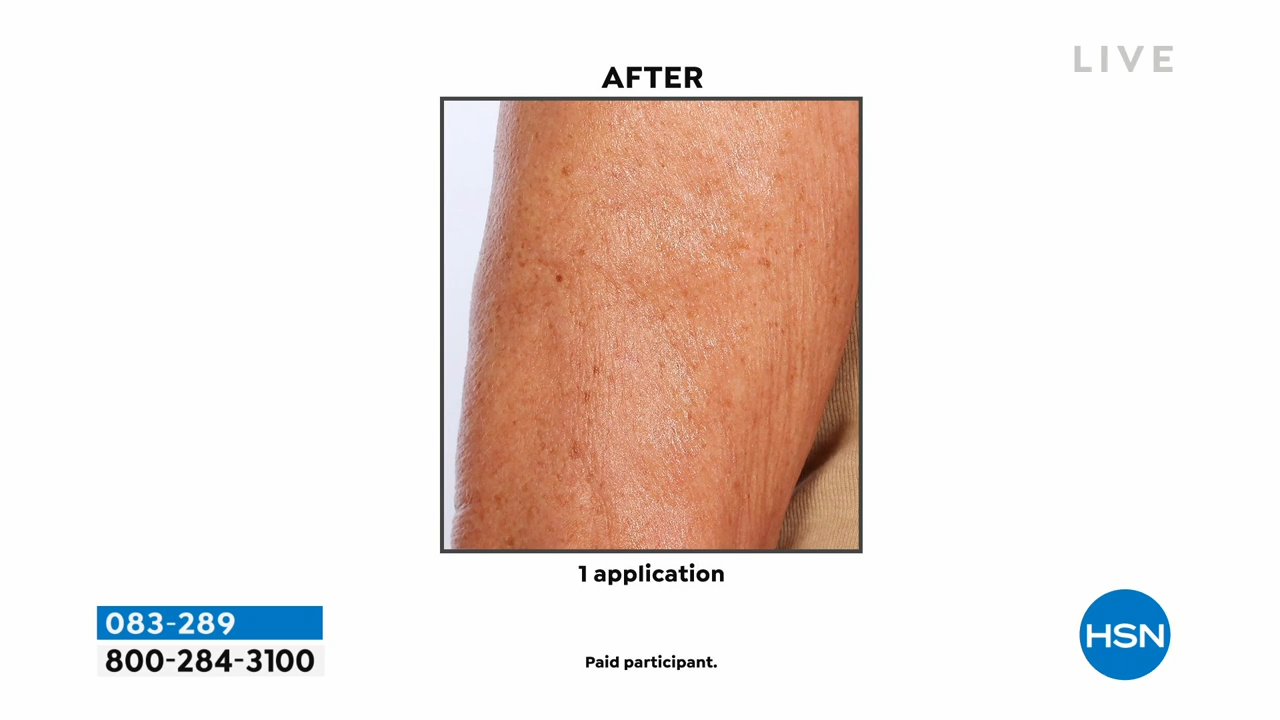 LIVE
AFTER
1 application
083-289
800-284-3100
Paid participant.
HSN